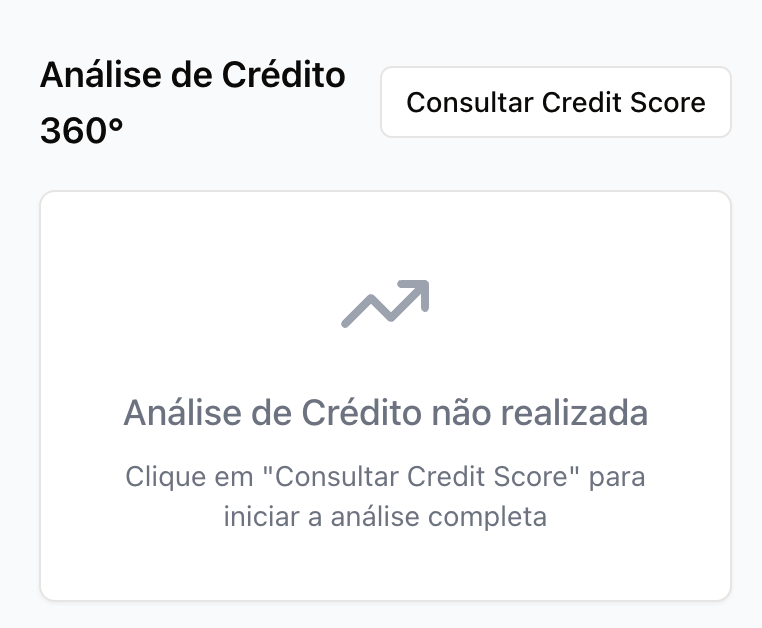 Análise de Crédito
360°
Consultar Credit Score
Análise de Crédito não realizada
Clique em "Consultar Credit Score" para
iniciar a análise completa